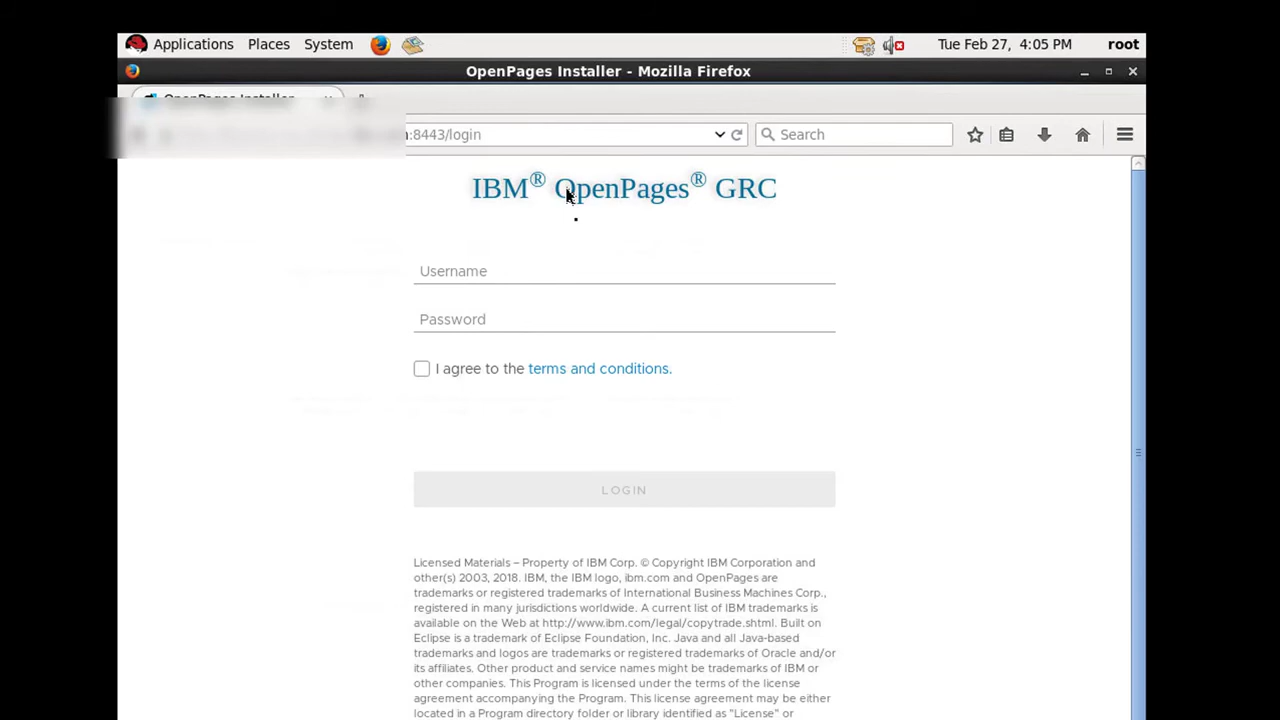 Applications Places System Tue Feb 27, 4:05 PM root
OpenPages Installer - Mozilla Firefox
OpenPages Installer
:8443/login Search
IBM® OpenPages® GRC
Username
Password
I agree to the terms and conditions.
LOGIN
Licensed Materials – Property of IBM Corp. © Copyright IBM Corporation and
other(s) 2003, 2018. IBM, the IBM logo, ibm.com and OpenPages are
trademarks or registered trademarks of International Business Machines Corp.,
registered in many jurisdictions worldwide. A current list of IBM trademarks is
available on the Web at http://www.ibm.com/legal/copytrade.shtml. Built on
Eclipse is a trademark of Eclipse Foundation, Inc. Java and all Java-based
trademarks and logos are trademarks or registered trademarks of Oracle and/or
its affiliates. Other product and service names might be trademarks of IBM or
other companies. This Program is licensed under the terms of the license
agreement accompanying the Program. This license agreement may be either
located in a Program directory folder or library identified as "License" or